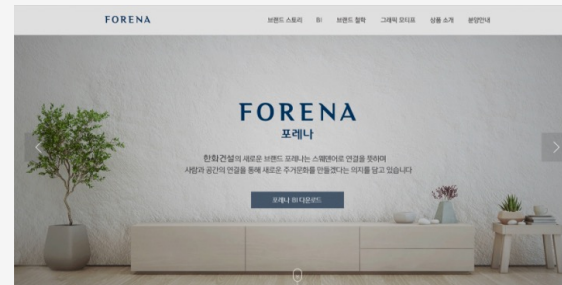 FORENA
브랜드 스토리
BI
브랜드 철학
그래픽 모티프
상품 소개
분양안내
FORENA
포레나
한화건설의 새로운 브랜드 포레나는 스웨덴어로 연결을 뜻하며
사람과 공간의 연결을 통해 새로운 주거문화를 만들겠다는 의지를 담고 있습니다
포레나 BI 다운로드